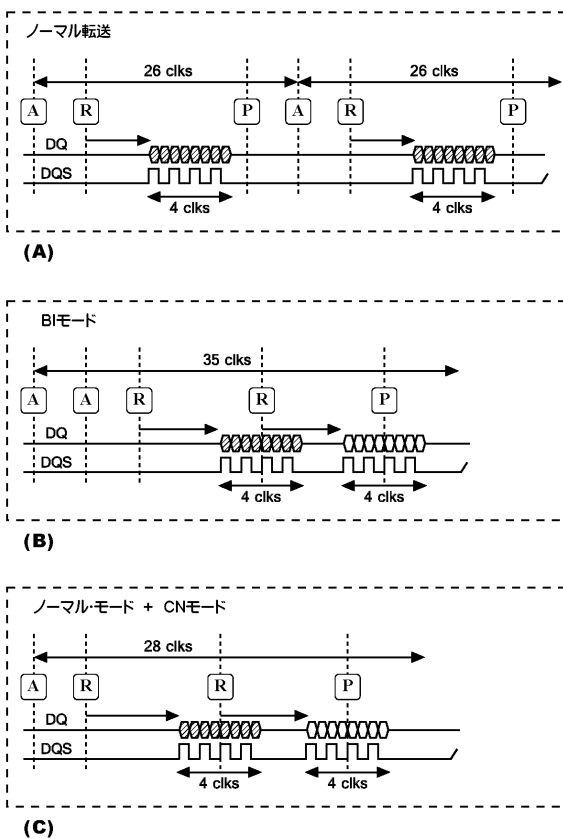 ノーマル転送
26 clks 26 clks
A R P A R P
DQ
DQS
4 clks 4 clks
(A)
BIモード
35 clks
A A R R P
DQ
DQS
4 clks 4 clks
(B)
ノーマル・モード + CNモード
28 clks
A R R P
DQ
DQS
4 clks 4 clks
(C)